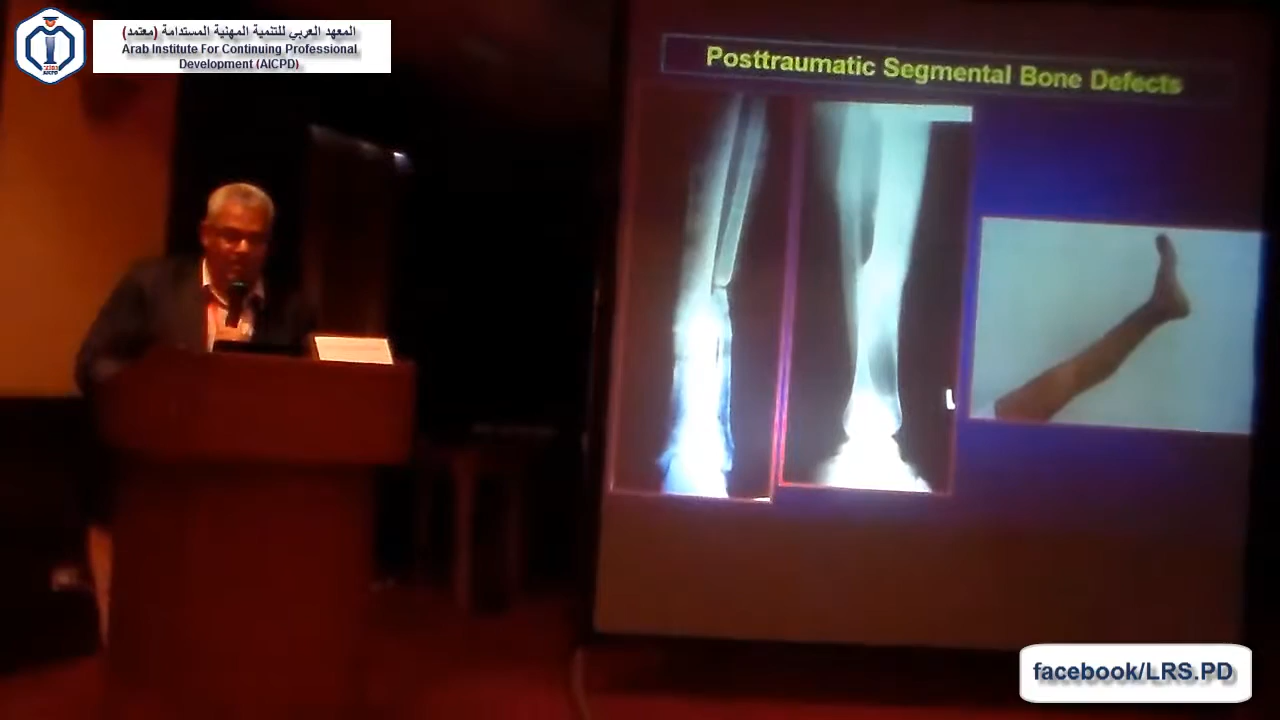 المعهد العربي للتنمية المهنية المستدامة (معتمد)
Arab Institute For Continuing Professional
Development (AICPD)
AICPD
Posttraumatic Segmental Bone Defects
facebook/LRS.PD